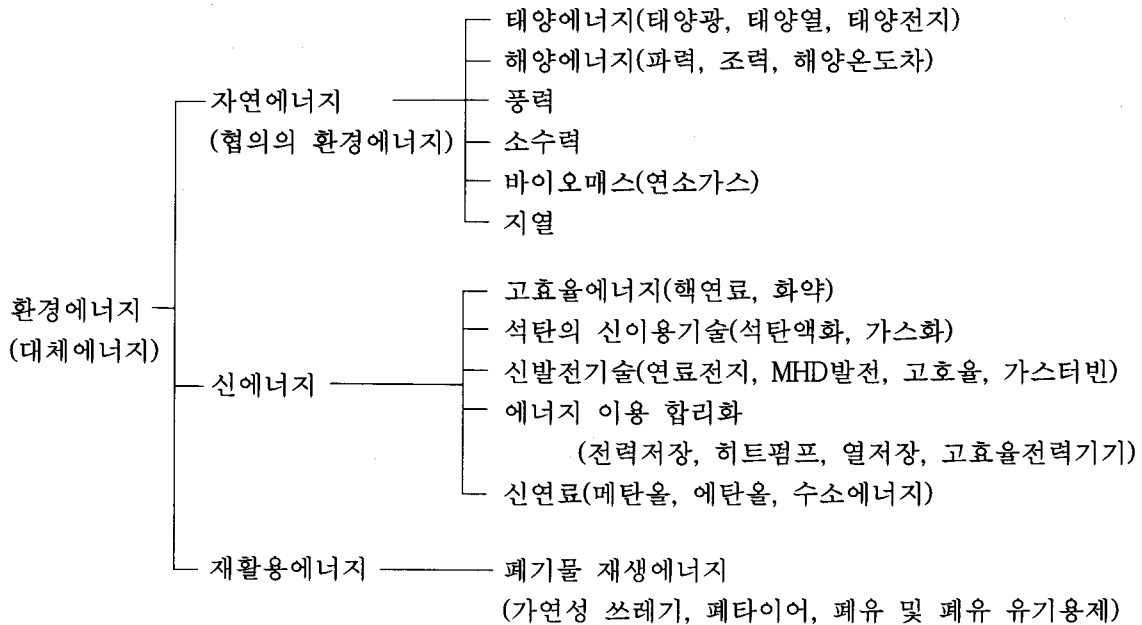 태양에너지(태양광, 태양열, 태양전지)
해양에너지(파력, 조력, 해양온도차)
자연에너지
풍력
(협의의 환경에너지)
소수력
바이오매스(연소가스)
지열
고효율에너지(핵연료, 화약)
환경에너지
석탄의 신이용기술(석탄액화, 가스화)
(대체에너지)
신에너지
신발전기술(연료전지, MHD발전, 고호율, 가스터빈)
에너지 이용 합리화
(전력저장, 히트펌프, 열저장, 고효율전력기기)
신연료(메탄올, 에탄올, 수소에너지)
재활용에너지
폐기물 재생에너지
(가연성 쓰레기, 폐타이어, 폐유 및 폐유 유기용제)